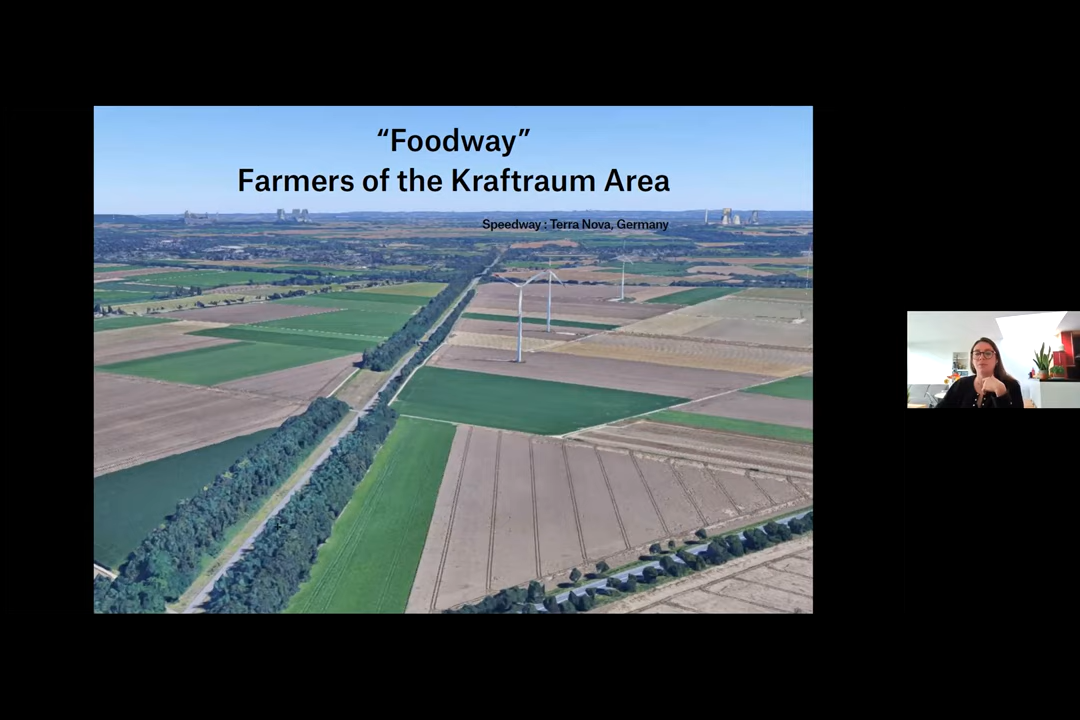 “Foodway”
Farmers of the Kraftraum Area
Speedway : Terra Nova, Germany